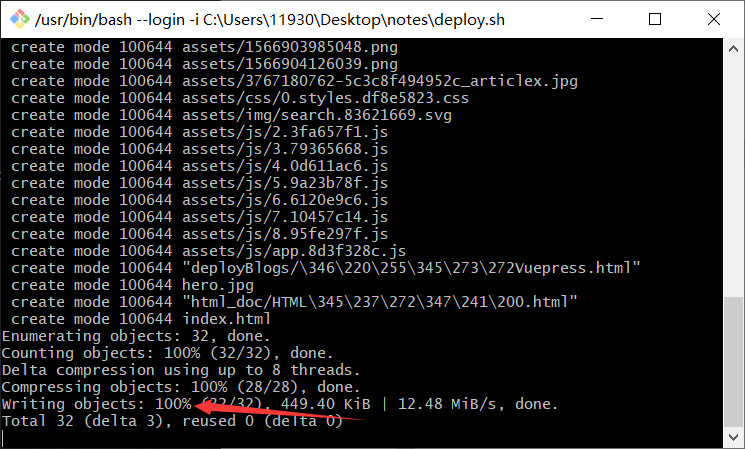 /usr/bin/bash --login -i C:\Users\11930\Desktop\notes\deploy.sh
create mode 100644 assets/1566903985048.png
create mode 100644 assets/1566904126039.png
create mode 100644 assets/3767180762-5c3c8f494952c_articlex.jpg
create mode 100644 assets/css/0.styles.df8e5823.css
create mode 100644 assets/img/search.83621669.svg
create mode 100644 assets/js/2.3fa657f1.js
create mode 100644 assets/js/3.79365668.js
create mode 100644 assets/js/4.0d611ac6.js
create mode 100644 assets/js/5.9a23b78f.js
create mode 100644 assets/js/6.6120e9c6.js
create mode 100644 assets/js/7.10457c14.js
create mode 100644 assets/js/8.95fe297f.js
create mode 100644 assets/js/app.8d3f328c.js
create mode 100644 "deployBlogs/\346\220\255\345\273\272Vuepress.html"
create mode 100644 hero.jpg
create mode 100644 "html_doc/HTML\345\237\272\347\241\200.html"
create mode 100644 index.html
Enumerating objects: 32, done.
Counting objects: 100% (32/32), done.
Delta compression using up to 8 threads.
Compressing objects: 100% (28/28), done.
Writing objects: 100% (32/32), 449.40 KiB | 12.48 MiB/s, done.
Total 32 (delta 3), reused 0 (delta 0)